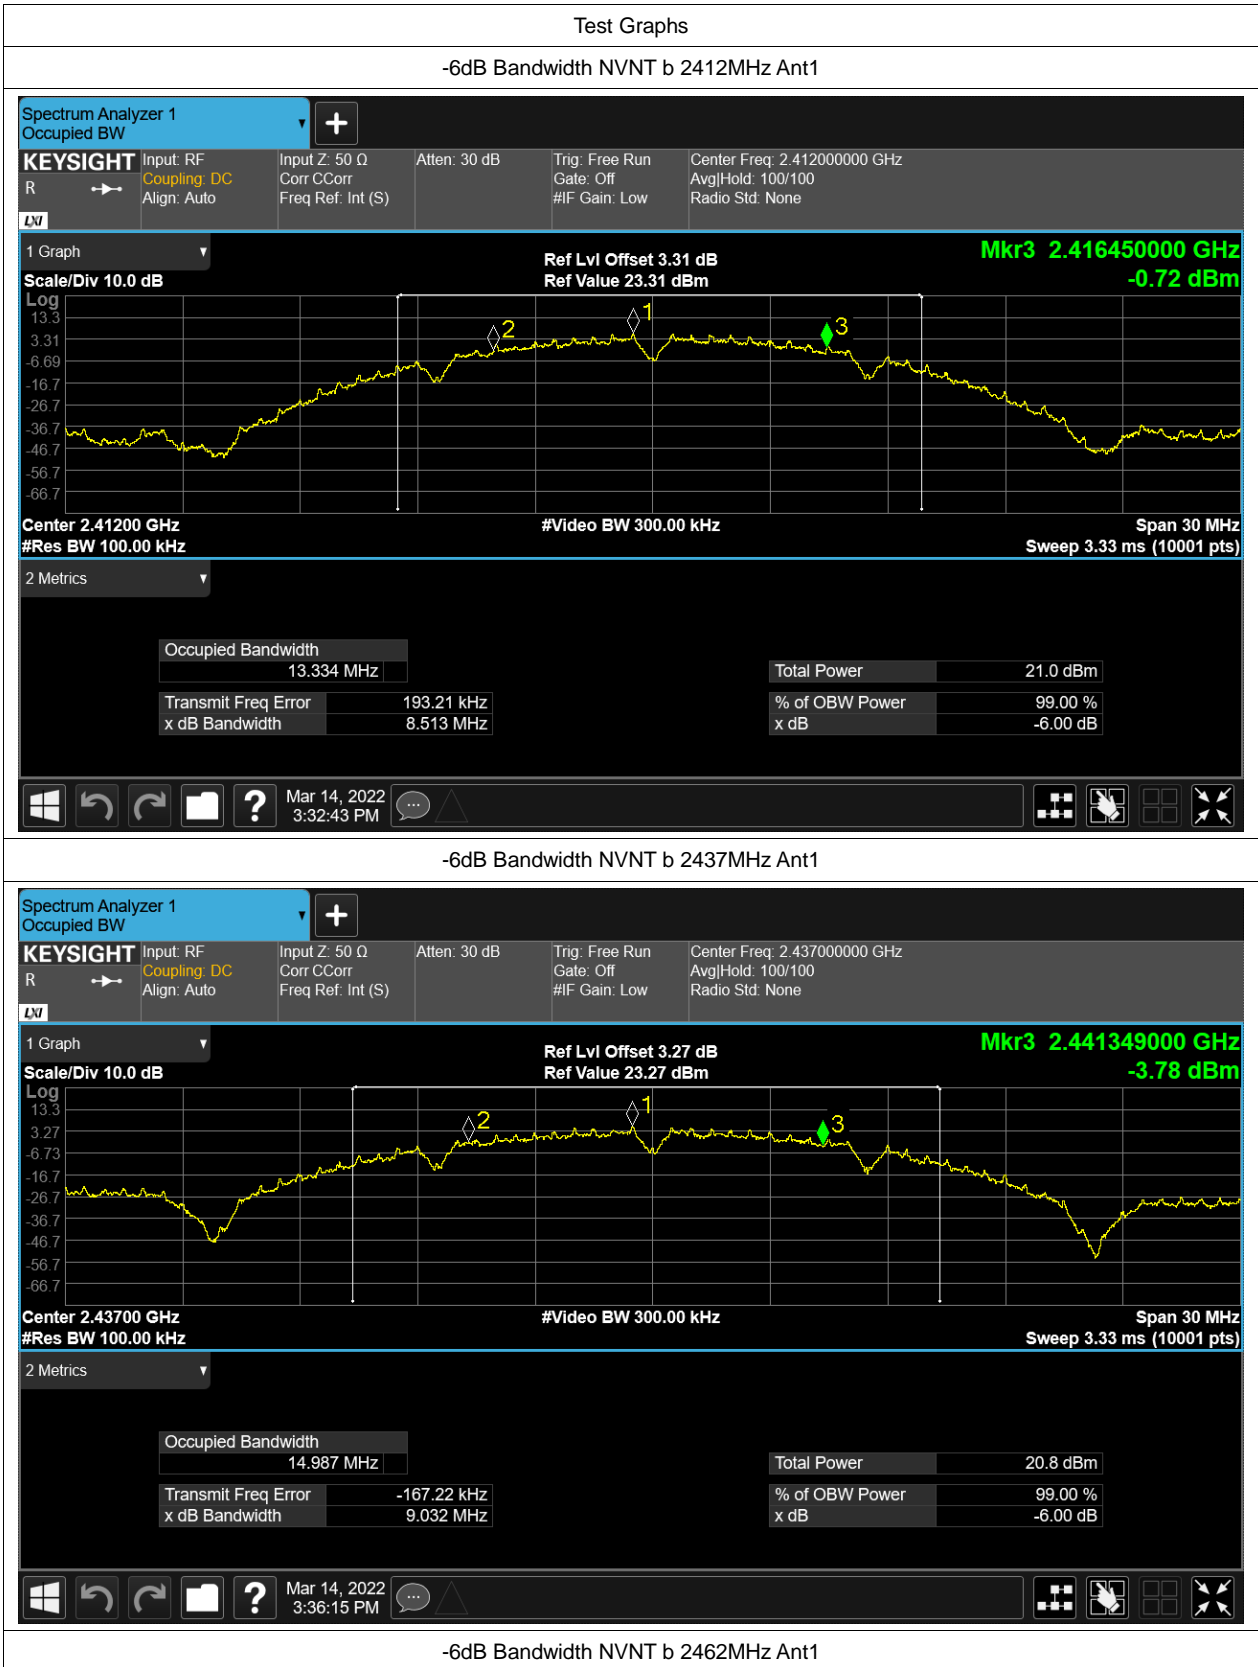 Test Graphs
-6dB Bandwidth NVNT b 2412MHz Ant1
Spectrum Analyzer 1
Occupied BW
KEYSIGHT
R
LXI
Input: RF
Coupling: DC
Align: Auto
Input Z: 50 Ω
Corr CCorr
Freq Ref: Int (S)
Atten: 30 dB
Trig: Free Run
Gate: Off
#IF Gain: Low
Center Freq: 2.412000000 GHz
Avg|Hold: 100/100
Radio Std: None
1 Graph
Scale/Div 10.0 dB
Ref Lvl Offset 3.31 dB
Ref Value 23.31 dBm
Mkr3 2.416450000 GHz
-0.72 dBm
Log
13.3
3.31
-6.69
-16.7
-26.7
-36.7
-46.7
-56.7
-66.7
2
1
3
Center 2.41200 GHz
#Res BW 100.00 kHz
#Video BW 300.00 kHz
Span 30 MHz
Sweep 3.33 ms (10001 pts)
2 Metrics
Occupied Bandwidth
13.334 MHz
Transmit Freq Error 193.21 kHz
x dB Bandwidth 8.513 MHz
Total Power 21.0 dBm
% of OBW Power 99.00 %
x dB -6.00 dB
?
Mar 14, 2022
3:32:43 PM
-6dB Bandwidth NVNT b 2437MHz Ant1
Spectrum Analyzer 1
Occupied BW
KEYSIGHT
R
LXI
Input: RF
Coupling: DC
Align: Auto
Input Z: 50 Ω
Corr CCorr
Freq Ref: Int (S)
Atten: 30 dB
Trig: Free Run
Gate: Off
#IF Gain: Low
Center Freq: 2.437000000 GHz
Avg|Hold: 100/100
Radio Std: None
1 Graph
Scale/Div 10.0 dB
Ref Lvl Offset 3.27 dB
Ref Value 23.27 dBm
Mkr3 2.441349000 GHz
-3.78 dBm
Log
13.3
3.27
-6.73
-16.7
-26.7
-36.7
-46.7
-56.7
-66.7
2
1
3
Center 2.43700 GHz
#Res BW 100.00 kHz
#Video BW 300.00 kHz
Span 30 MHz
Sweep 3.33 ms (10001 pts)
2 Metrics
Occupied Bandwidth
14.987 MHz
Transmit Freq Error -167.22 kHz
x dB Bandwidth 9.032 MHz
Total Power 20.8 dBm
% of OBW Power 99.00 %
x dB -6.00 dB
?
Mar 14, 2022
3:36:15 PM
-6dB Bandwidth NVNT b 2462MHz Ant1